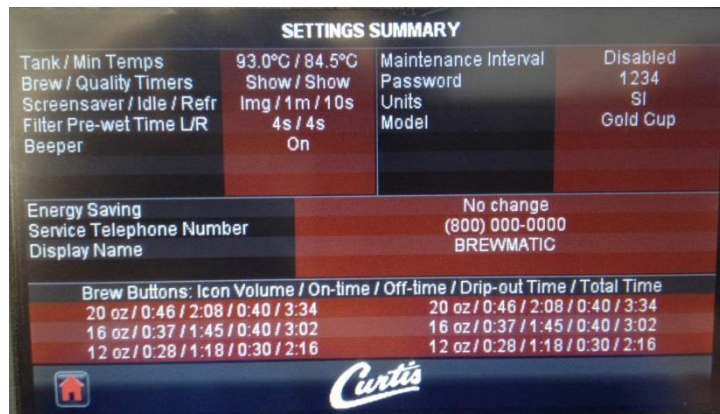 SETTINGS SUMMARY
Tank / Min Temps 93.0ºC / 84.5ºC Maintenance Interval Disabled
Brew / Quality Timers Show / Show Password 1234
Screensaver / Idle / Refr Img / 1m / 10s Units SI
Filter Pre-wet Time L/R 4s / 4s Model Gold Cup
Beeper On
Energy Saving No change
Service Telephone Number (800) 000-0000
Display Name BREWMATIC
Brew Buttons: Icon Volume / On-time / Off-time / Drip-out Time / Total Time
20 oz / 0:46 / 2:08 / 0:40 / 3:34 20 oz / 0:46 / 2:08 / 0:40 / 3:34
16 oz / 0:37 / 1:45 / 0:40 / 3:02 16 oz / 0:37 / 1:45 / 0:40 / 3:02
12 oz / 0:28 / 1:18 / 0:30 / 2:16 12 oz / 0:28 / 1:18 / 0:30 / 2:16
Curtis